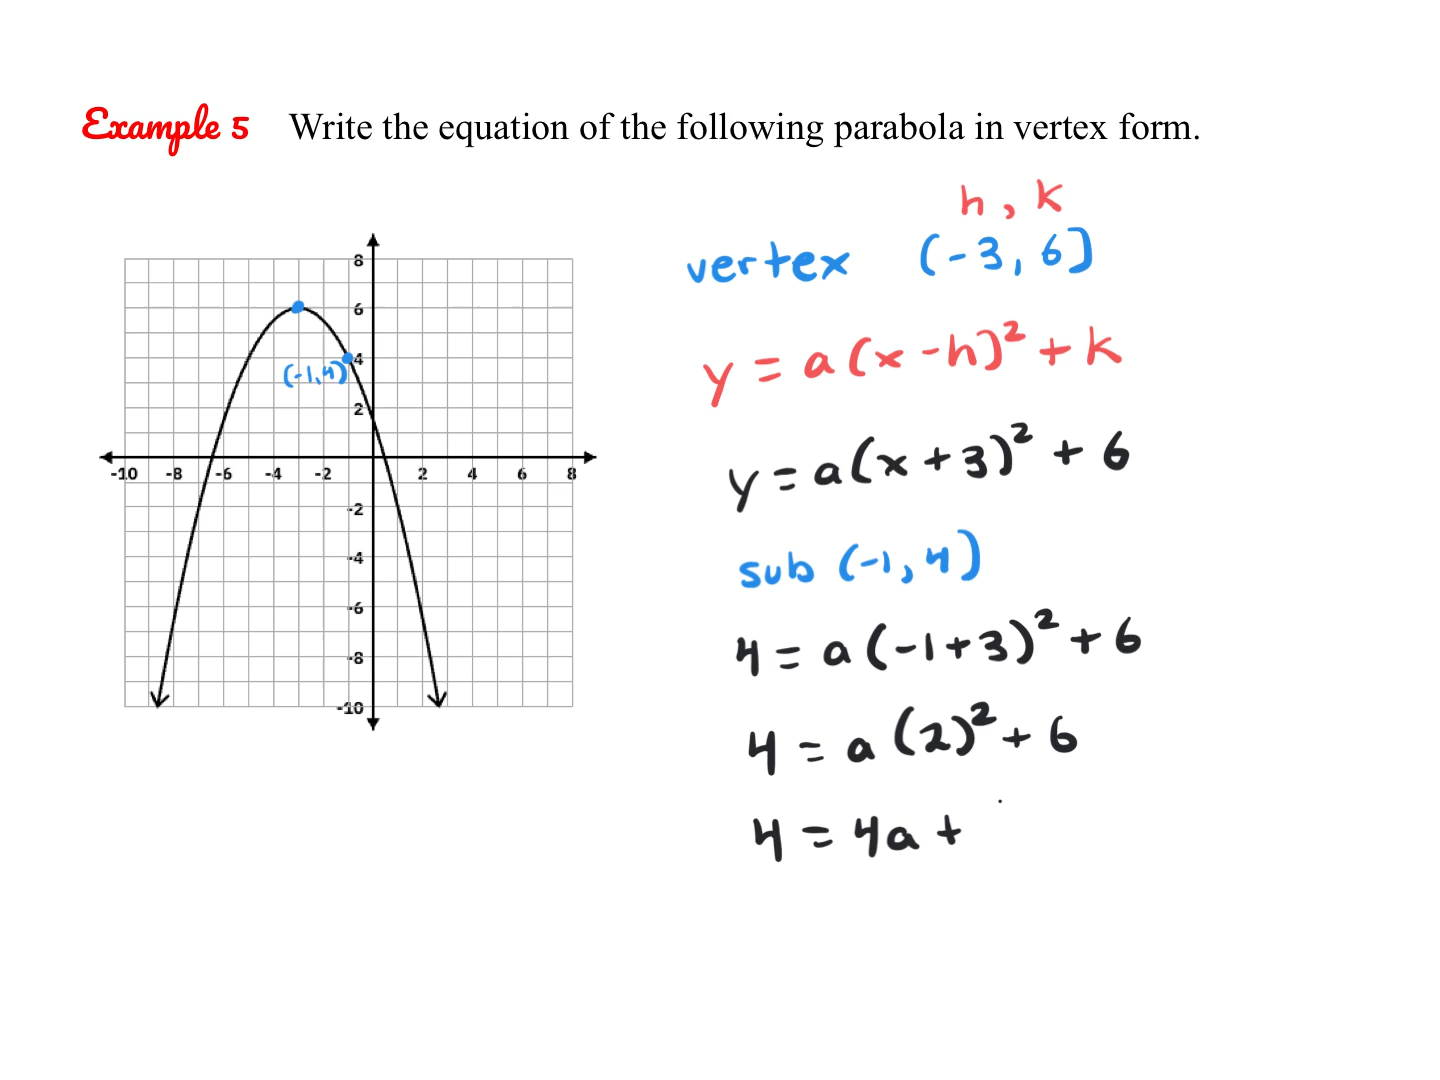 Example 5 Write the equation of the following parabola in vertex form.
h, k
vertex (-3, 6)
y = a(x - h)² + k
y = a(x + 3)² + 6
sub (-1, 4)
4 = a(-1 + 3)² + 6
4 = a(2)² + 6
4 = 4a +
8
6
4
(-1, 4)
2
-10 -8 -6 -4 -2 2 4 6 8
-2
-4
-6
-8
-10